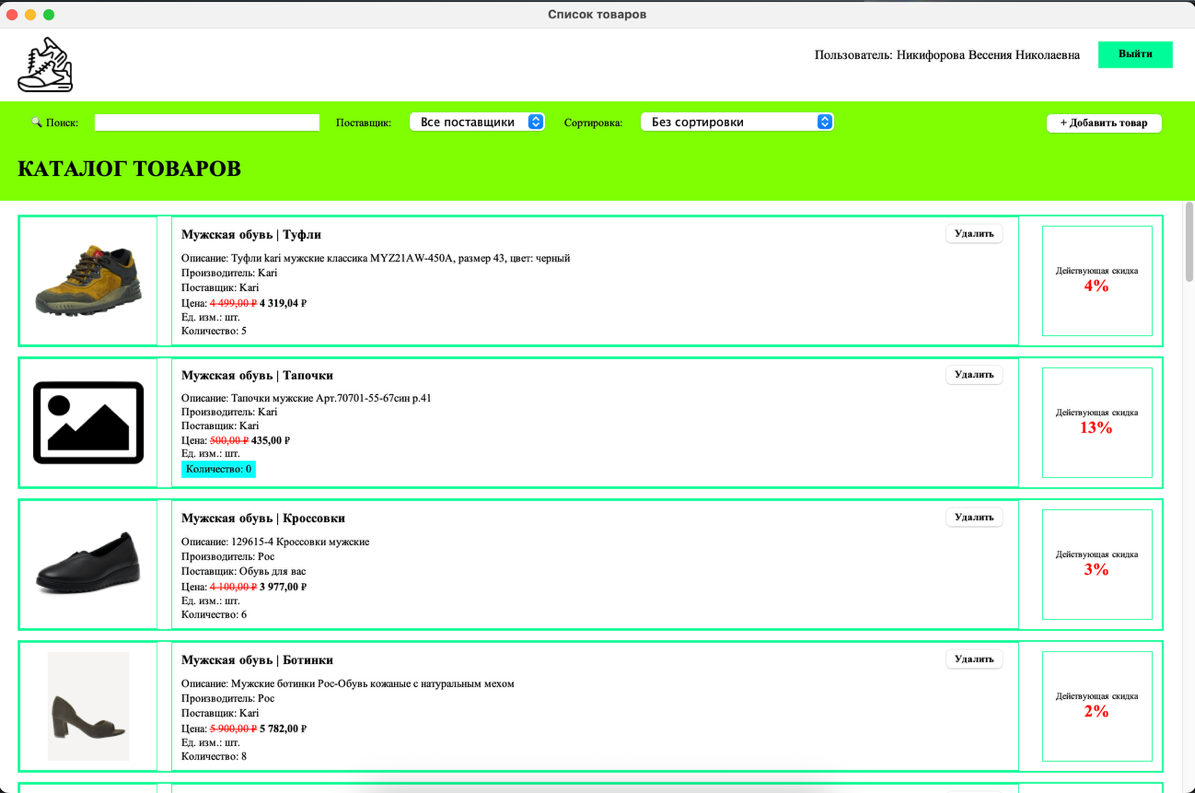 Список товаров
Пользователь: Никифорова Весения Николаевна
Выйти
Поиск:
Поставщик:
Все поставщики
Сортировка:
Без сортировки
+ Добавить товар
КАТАЛОГ ТОВАРОВ
Мужская обувь | Туфли
Удалить
Описание: Туфли kari мужские классика MYZ21AW-450A, размер 43, цвет: черный
Производитель: Kari
Поставщик: Kari
Цена: 4 499,00 ₽ 4 319,04 ₽
Ед. изм.: шт.
Количество: 5
Действующая скидка
4%
Мужская обувь | Тапочки
Удалить
Описание: Тапочки мужские Арт.70701-55-67син р.41
Производитель: Kari
Поставщик: Kari
Цена: 500,00 ₽ 435,00 ₽
Ед. изм.: шт.
Количество: 0
Действующая скидка
13%
Мужская обувь | Кроссовки
Удалить
Описание: 129615-4 Кроссовки мужские
Производитель: Рос
Поставщик: Обувь для вас
Цена: 4 100,00 ₽ 3 977,00 ₽
Ед. изм.: шт.
Количество: 6
Действующая скидка
3%
Мужская обувь | Ботинки
Удалить
Описание: Мужские ботинки Рос-Обувь кожаные с натуральным мехом
Производитель: Рос
Поставщик: Kari
Цена: 5 900,00 ₽ 5 782,00 ₽
Ед. изм.: шт.
Количество: 8
Действующая скидка
2%